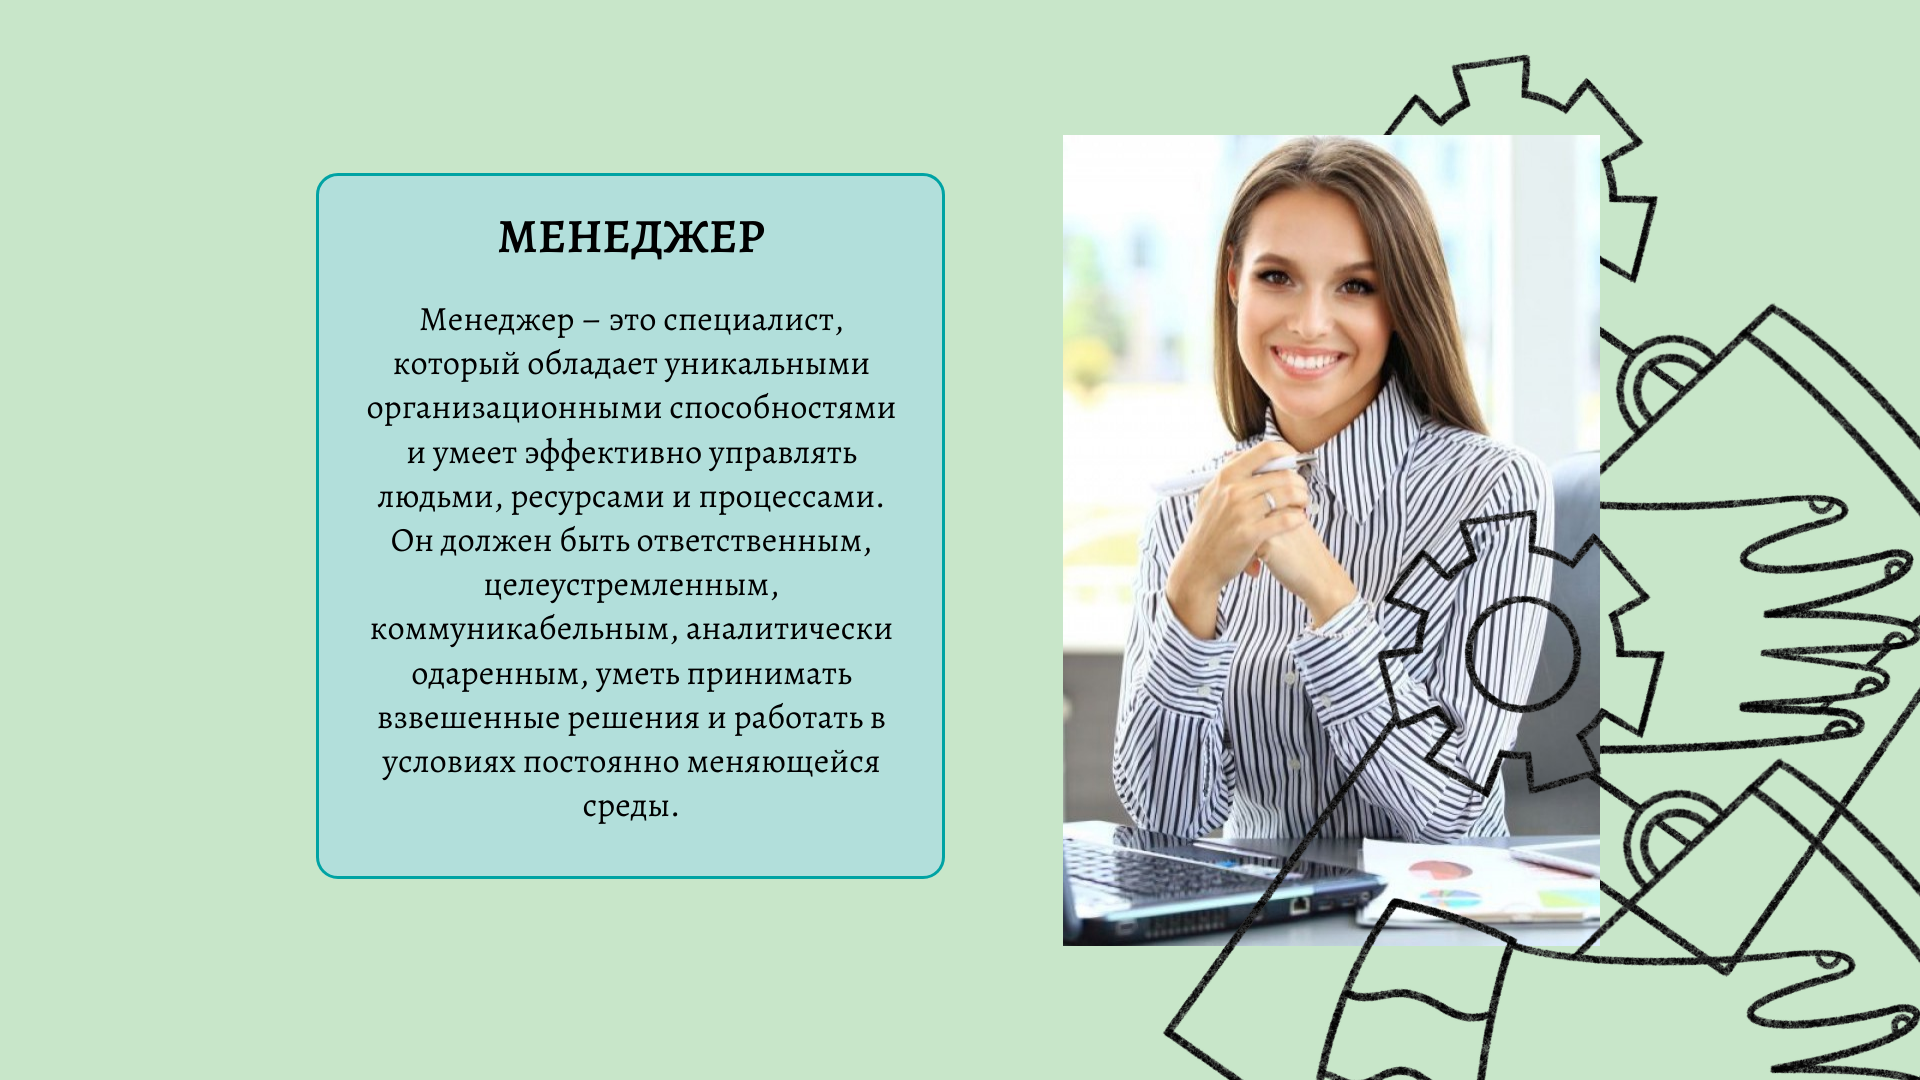 МЕНЕДЖЕР
Менеджер – это специалист,
который обладает уникальными
организационными способностями
и умеет эффективно управлять
людьми, ресурсами и процессами.
Он должен быть ответственным,
целеустремленным,
коммуникабельным, аналитически
одаренным, уметь принимать
взвешенные решения и работать в
условиях постоянно меняющейся
среды.